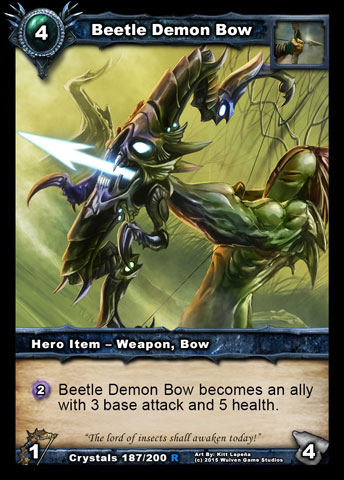 4
Beetle Demon Bow
Hero Item – Weapon, Bow
2
Beetle Demon Bow becomes an ally
with 3 base attack and 5 health.
"The lord of insects shall awaken today!"
1
Crystals 187/200 R
Art By: Kitt Lapeña
(c) 2015 Wulven Game Studios
4